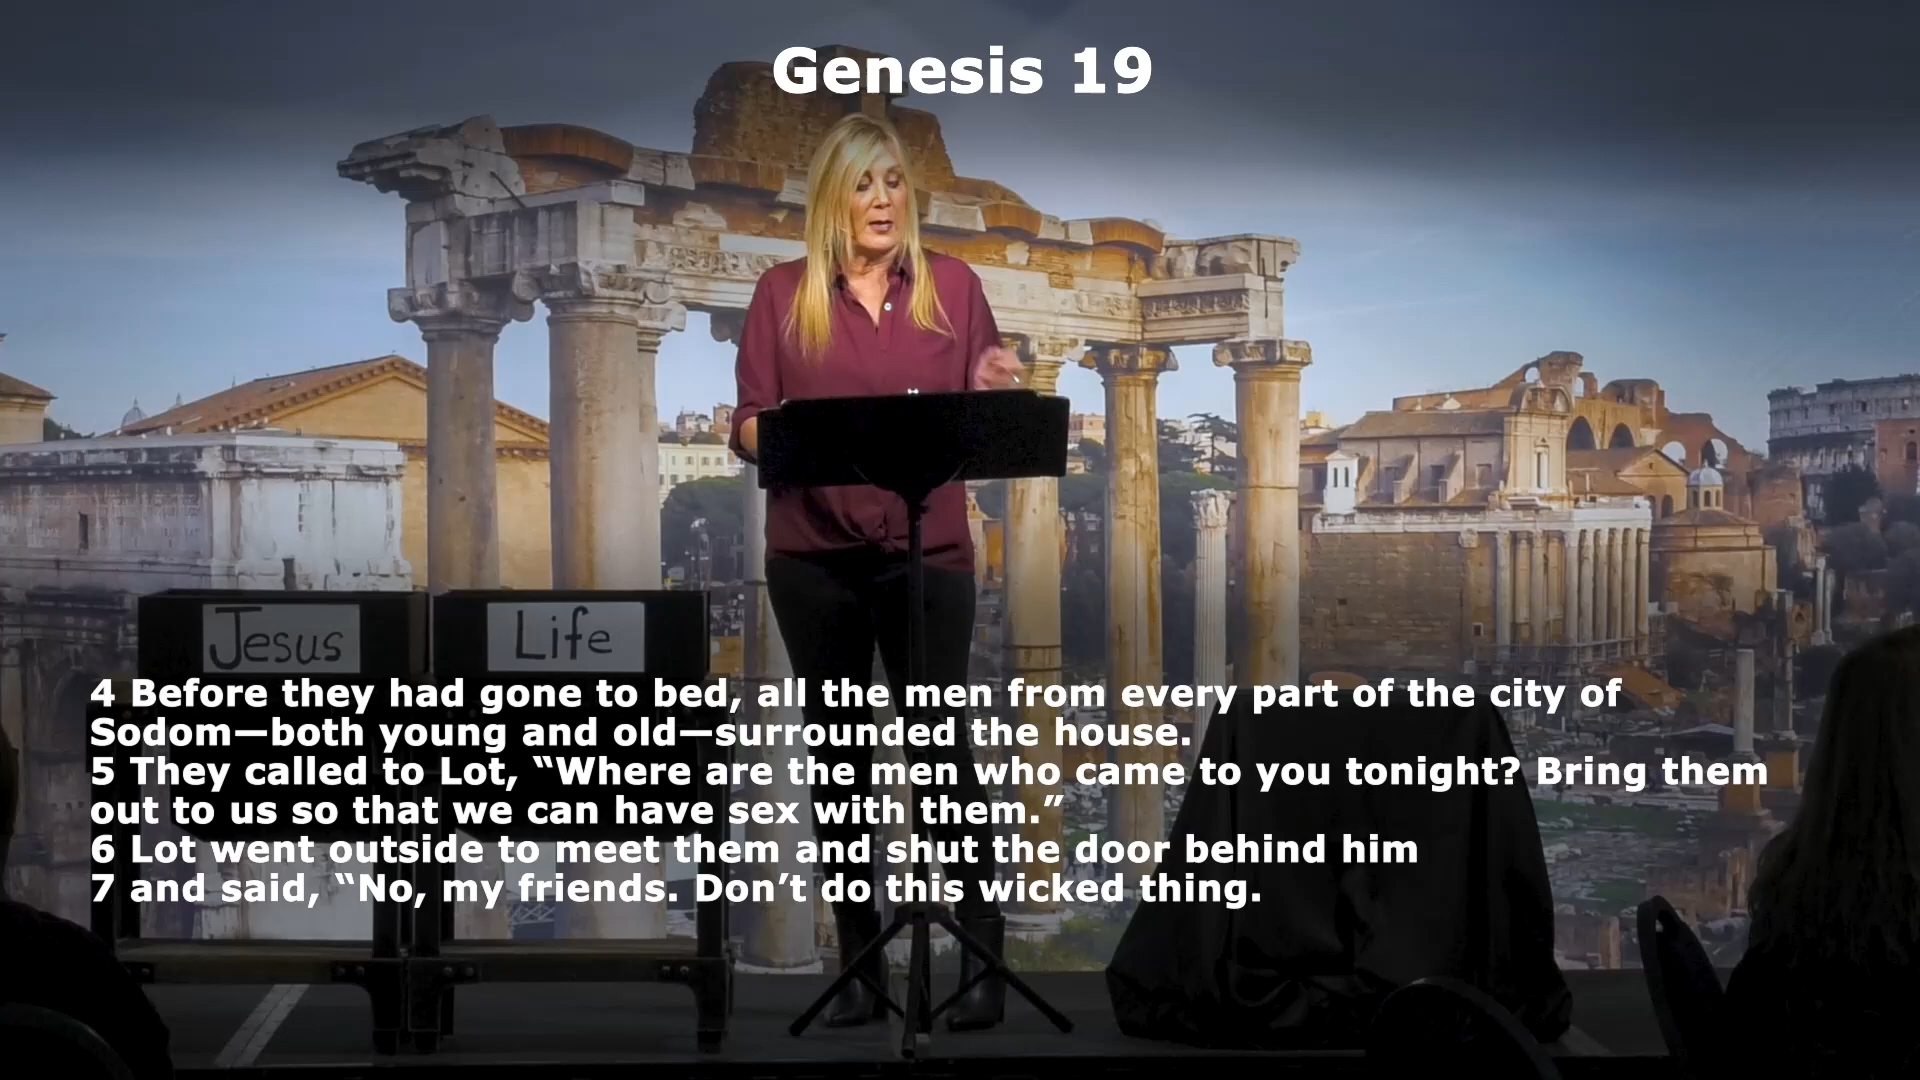 Genesis 19
Jesus
Life
4 Before they had gone to bed, all the men from every part of the city of
Sodom—both young and old—surrounded the house.
5 They called to Lot, “Where are the men who came to you tonight? Bring them
out to us so that we can have sex with them.”
6 Lot went outside to meet them and shut the door behind him
7 and said, “No, my friends. Don’t do this wicked thing.